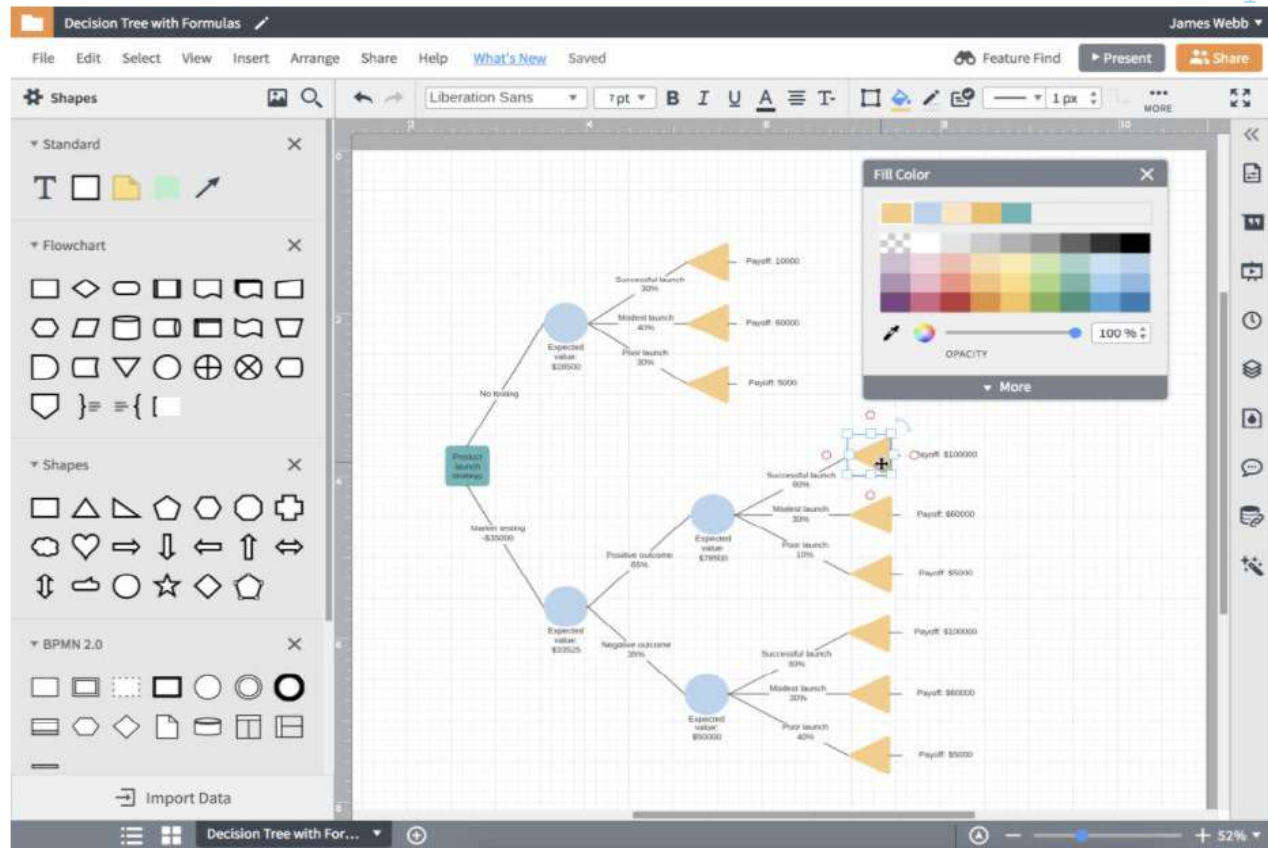 Decision Tree with Formulas
James Webb
File Edit Select View Insert Arrange Share Help What's New Saved
Feature Find
Present
Share
Shapes
Liberation Sans
7pt
B I U A T
1 px
MORE
Standard
T
Flowchart
Shapes
BPMN 2.0
Import Data
Fill Color
100 %
OPACITY
More
Successful launch
30%
Payoff: 10000
Modest launch
40%
Payoff: 60000
Poor launch
30%
Payoff: 5000
Expected
value:
No testing
Product
launch
strategy
Market testing
-$35000
Expected
value:
$33525
Positive outcome
65%
Negative outcome
35%
Expected
value:
$78500
Successful launch
60%
Payoff: $100000
Modest launch
30%
Payoff: $60000
Poor launch
10%
Payoff: $5000
Expected
value:
$50000
Successful launch
30%
Payoff: $100000
Modest launch
30%
Payoff: $60000
Poor launch
40%
Payoff: $5000
Decision Tree with For...
52%